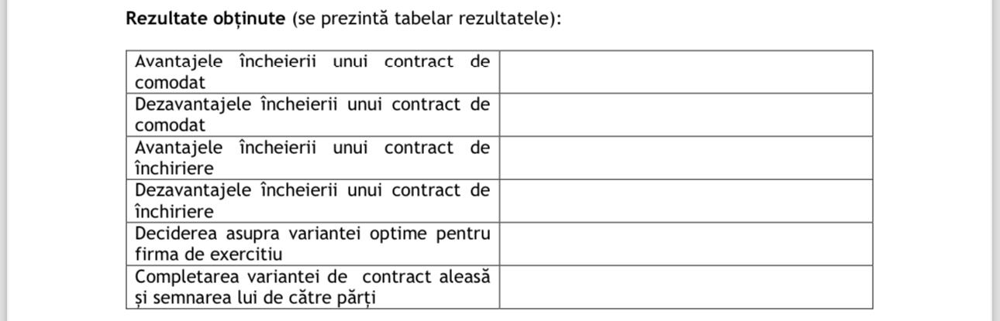 Rezultate obținute (se prezintă tabelar rezultatele):
Avantajele încheierii unui contract de
comodat
Dezavantajele încheierii unui contract de
comodat
Avantajele încheierii unui contract de
închiriere
Dezavantajele încheierii unui contract de
închiriere
Deciderea asupra variantei optime pentru
firma de exercitiu
Completarea variantei de contract aleasă
și semnarea lui de către părți